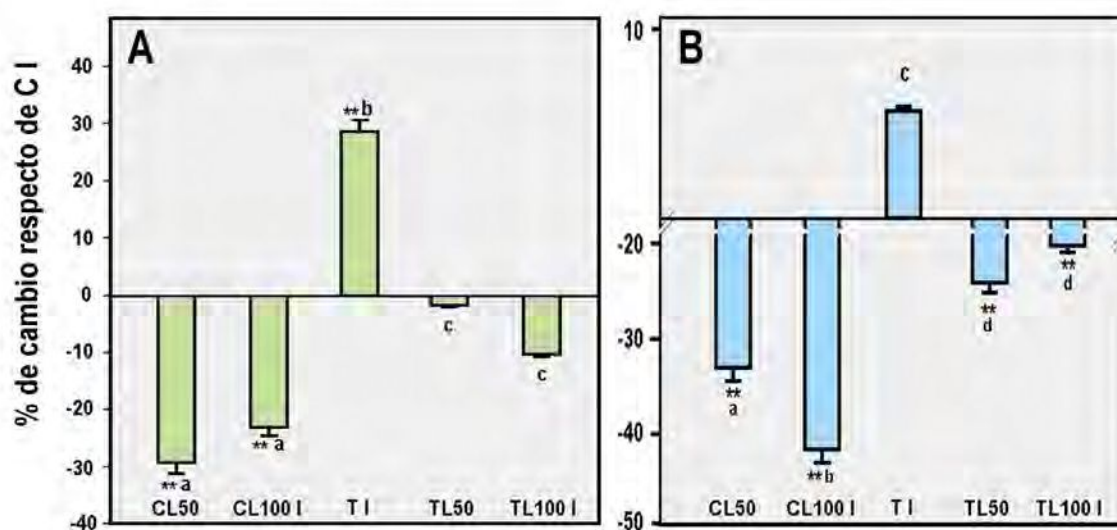 % de cambio respecto de C I
A
40
30
20
10
0
-10
-20
-30
-40
** a
** a
** b
c
c
CL50
CL100 I
T I
TL50
TL100 I
B
10
-20
-30
-40
-50
**
a
** b
c
**
d
**
d
CL50
CL100 I
T I
TL50
TL100 I